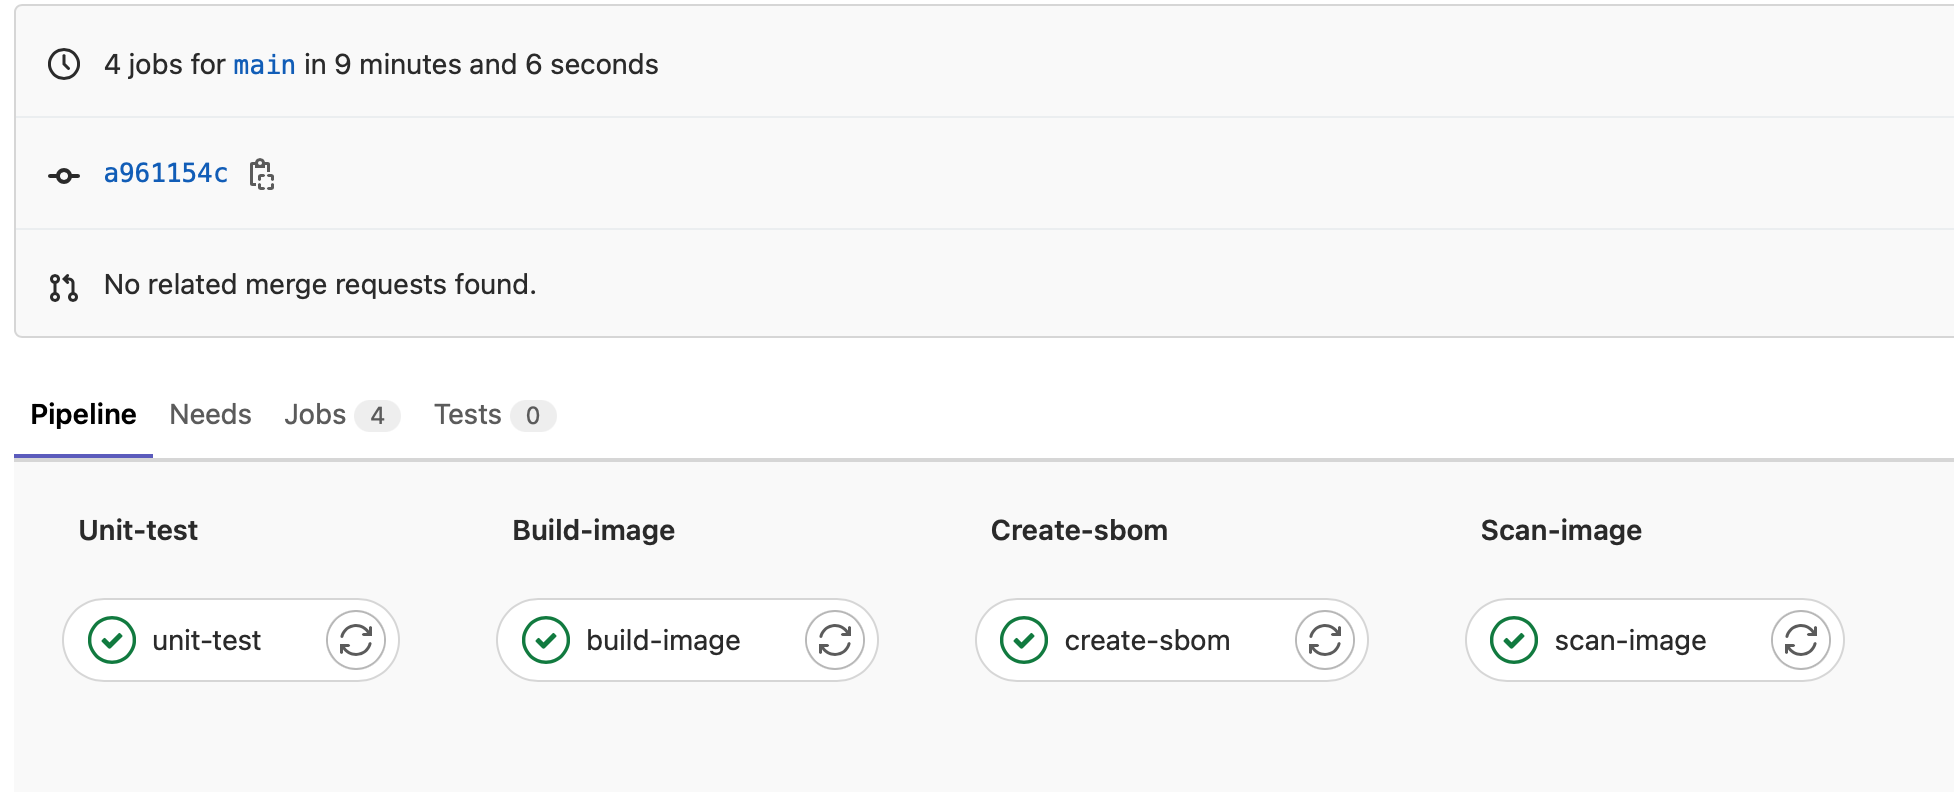 4 jobs for main in 9 minutes and 6 seconds
a961154c
No related merge requests found.
Pipeline Needs Jobs 4 Tests 0
Unit-test Build-image Create-sbom Scan-image
unit-test build-image create-sbom scan-image